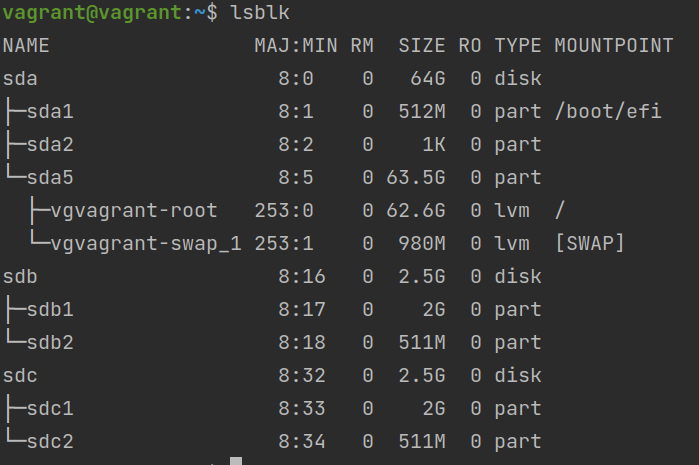 vagrant@vagrant:~$ lsblk
NAME                 MAJ:MIN RM  SIZE RO TYPE MOUNTPOINT
sda                    8:0    0   64G  0 disk
├─sda1                 8:1    0  512M  0 part /boot/efi
├─sda2                 8:2    0    1K  0 part
└─sda5                 8:5    0 63.5G  0 part
  ├─vgvagrant-root   253:0    0 62.6G  0 lvm  /
  └─vgvagrant-swap_1 253:1    0  980M  0 lvm  [SWAP]
sdb                    8:16   0  2.5G  0 disk
├─sdb1                 8:17   0    2G  0 part
└─sdb2                 8:18   0  511M  0 part
sdc                    8:32   0  2.5G  0 disk
├─sdc1                 8:33   0    2G  0 part
└─sdc2                 8:34   0  511M  0 part